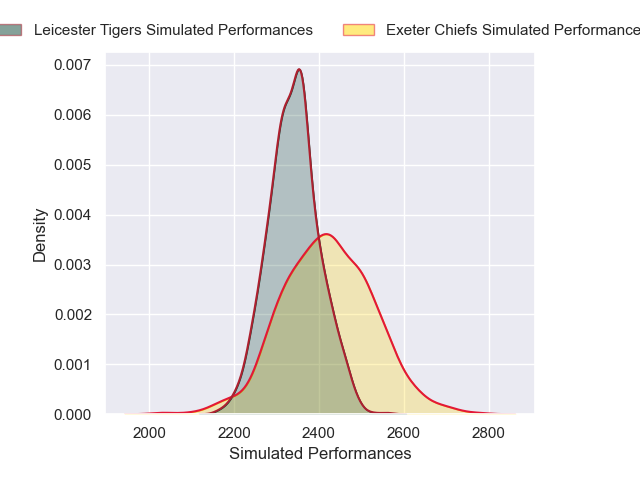 Leicester Tigers Simulated Performances Exeter Chiefs Simulated Performance
0.007
0.006
0.005
0.004
0.003
0.002
0.001
0.000
Density
2000 2200 2400 2600 2800
Simulated Performances